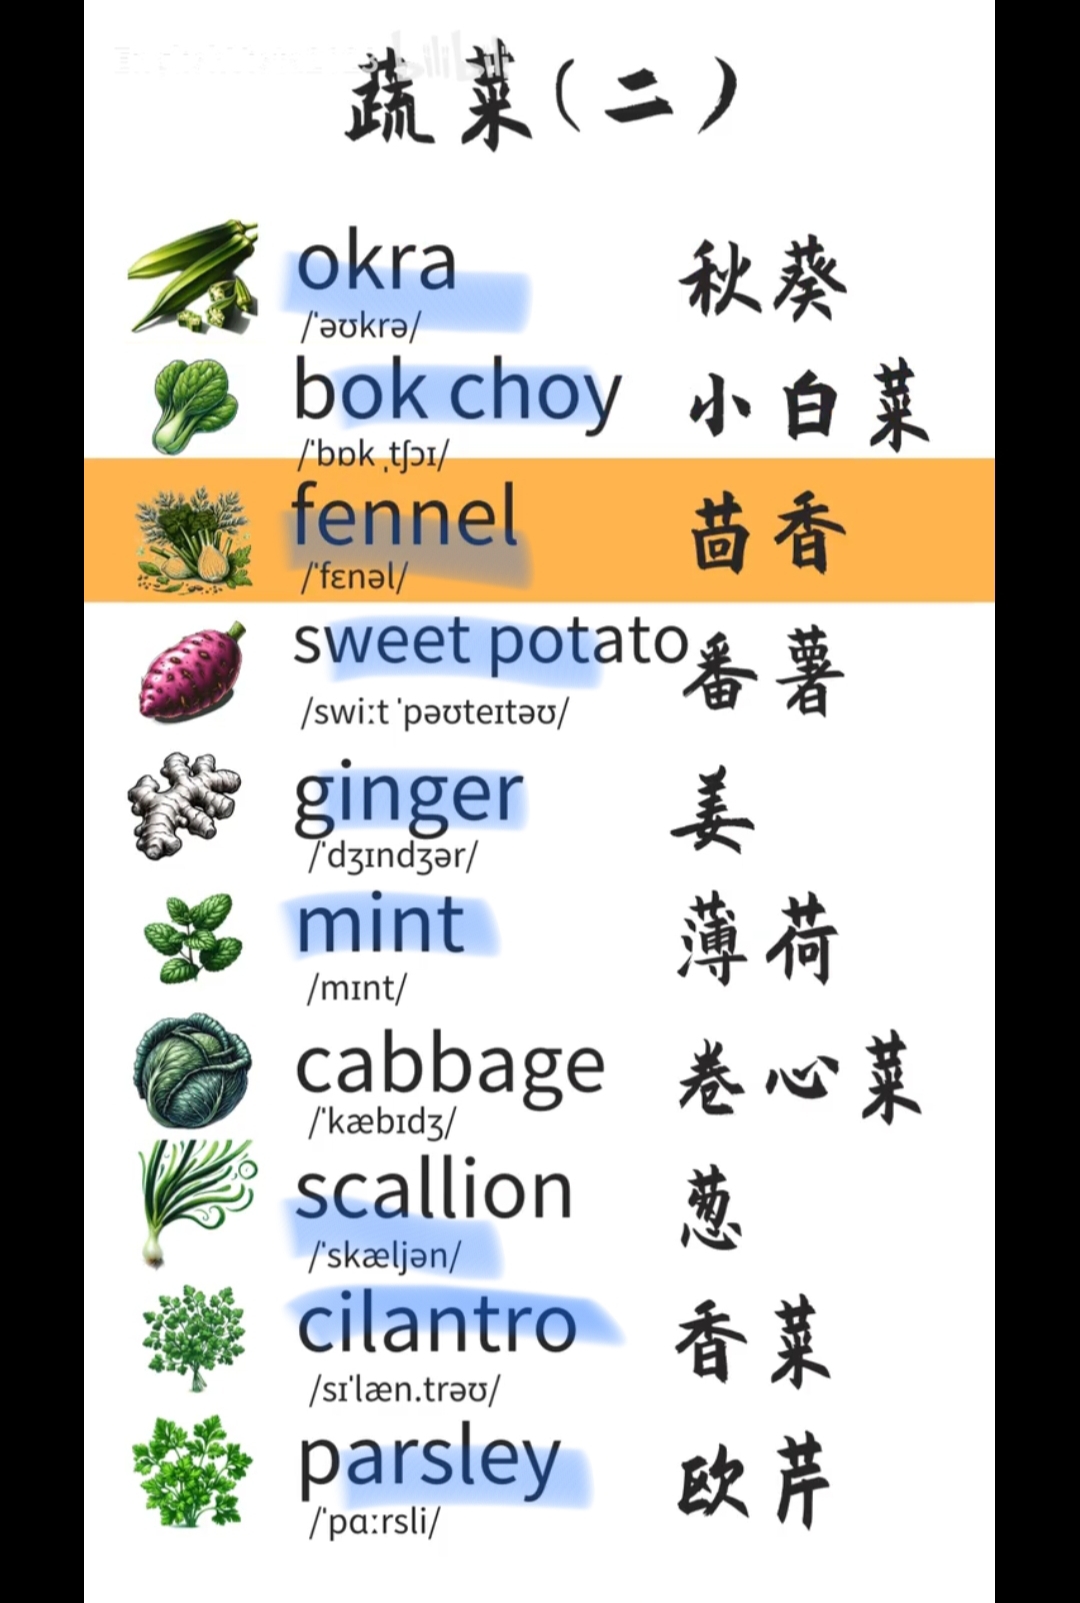 蔬菜（二）
okra 秋葵
/ˈəʊkrə/
bok choy 小白菜
/ˈbɒk ˌtʃɔɪ/
fennel 茴香
/ˈfɛnəl/
sweet potato 番薯
/swiːt ˈpəʊteɪtəʊ/
ginger 姜
/ˈdʒɪndʒər/
mint 薄荷
/mɪnt/
cabbage 卷心菜
/ˈkæbɪdʒ/
scallion 葱
/ˈskæljən/
cilantro 香菜
/sɪˈlæn.trəʊ/
parsley 欧芹
/ˈpɑːrsli/